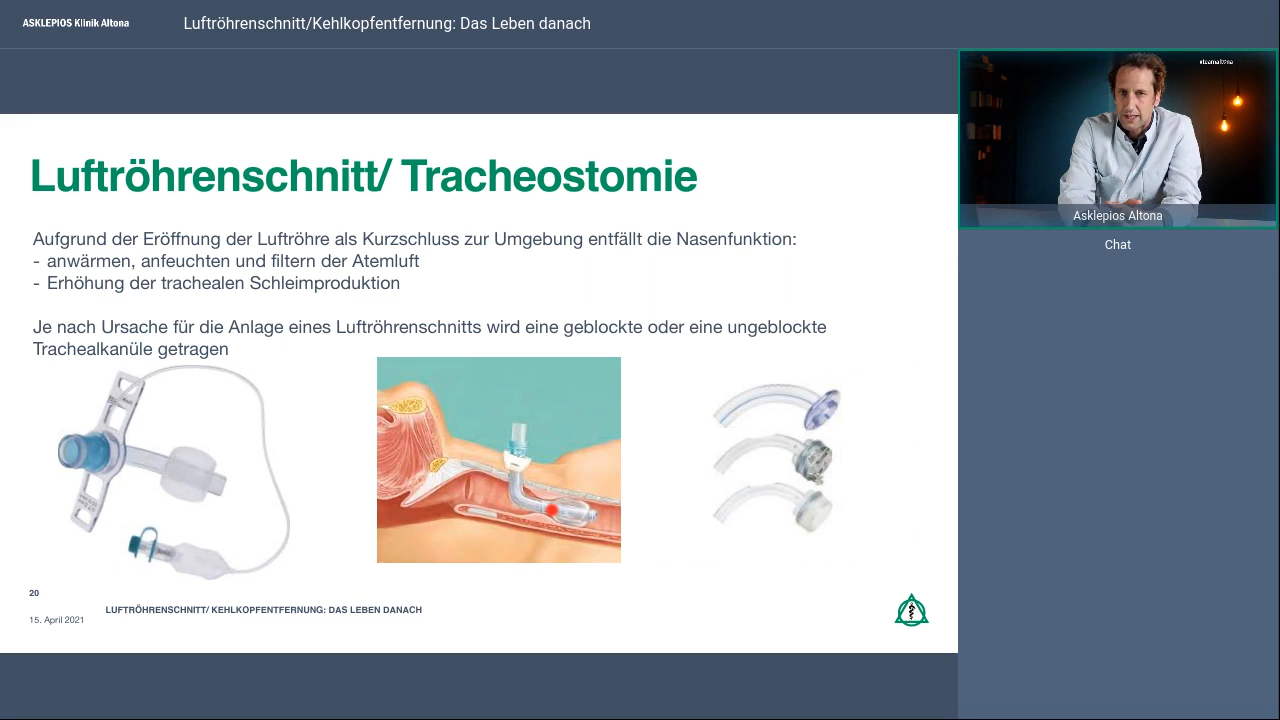 ASKLEPIOS Klinik Altona
Luftröhrenschnitt/Kehlkopfentfernung: Das Leben danach
#teamaltona
Asklepios Altona
Chat
Luftröhrenschnitt/ Tracheostomie
Aufgrund der Eröffnung der Luftröhre als Kurzschluss zur Umgebung entfällt die Nasenfunktion:
- anwärmen, anfeuchten und filtern der Atemluft
- Erhöhung der trachealen Schleimproduktion
Je nach Ursache für die Anlage eines Luftröhrenschnitts wird eine geblockte oder eine ungeblockte
Trachealkanüle getragen
20
LUFTRÖHRENSCHNITT/ KEHLKOPFENTFERNUNG: DAS LEBEN DANACH
15. April 2021